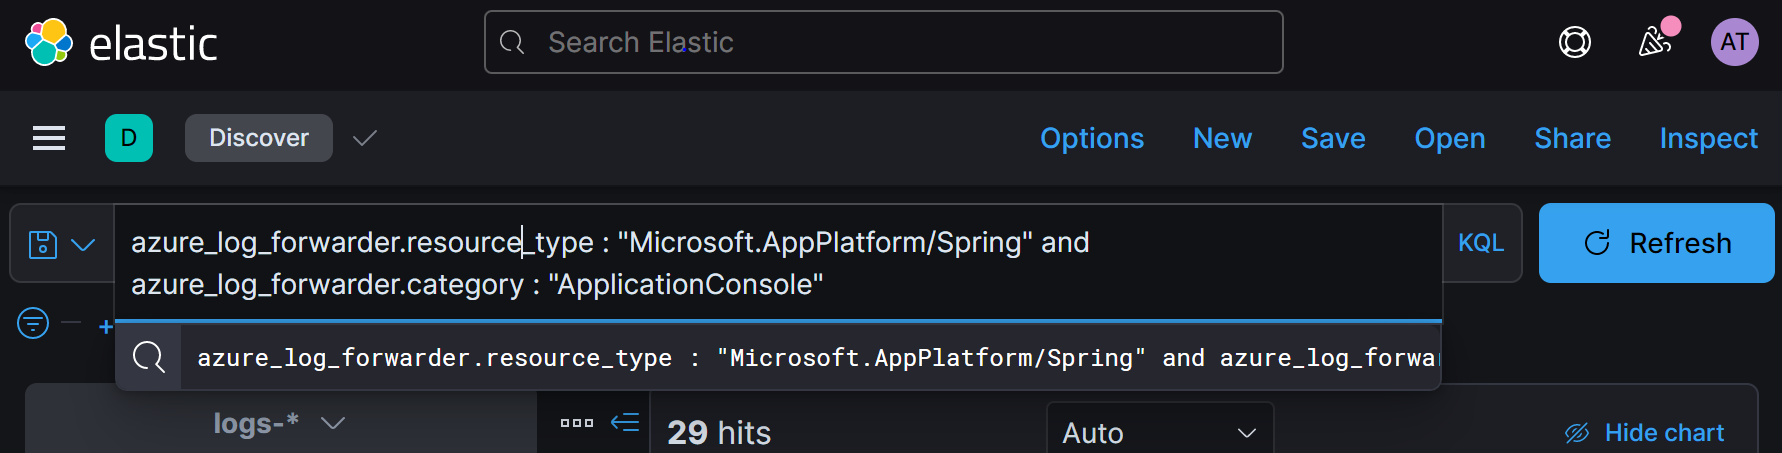 elastic
Search Elastic
AT
D
Discover
Options
New
Save
Open
Share
Inspect
azure_log_forwarder.resource_type : "Microsoft.AppPlatform/Spring" and
azure_log_forwarder.category : "ApplicationConsole"
KQL
Refresh
azure_log_forwarder.resource_type : "Microsoft.AppPlatform/Spring" and azure_log_forwar
logs-*
29 hits
Auto
Hide chart